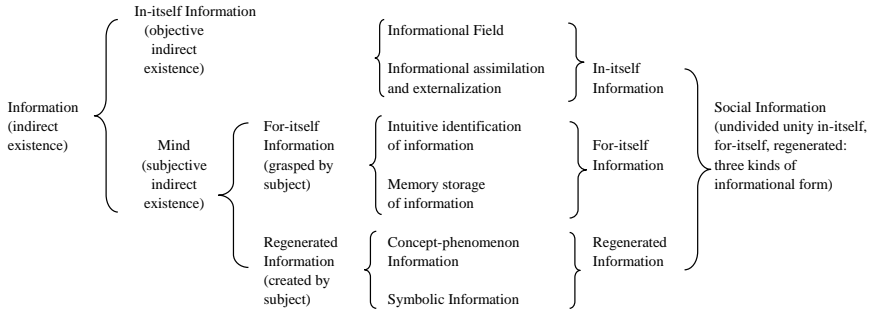 Information
(indirect
existence)
In-itself Information
(objective
indirect
existence)
Mind
(subjective
indirect
existence)
For-itself
Information
(grasped by
subject)
Regenerated
Information
(created by
subject)
Informational Field
Informational assimilation
and externalization
Intuitive identification
of information
Memory storage
of information
Concept-phenomenon
Information
Symbolic Information
In-itself
Information
For-itself
Information
Regenerated
Information
Social Information
(undivided unity in-itself,
for-itself, regenerated:
three kinds of
informational form)